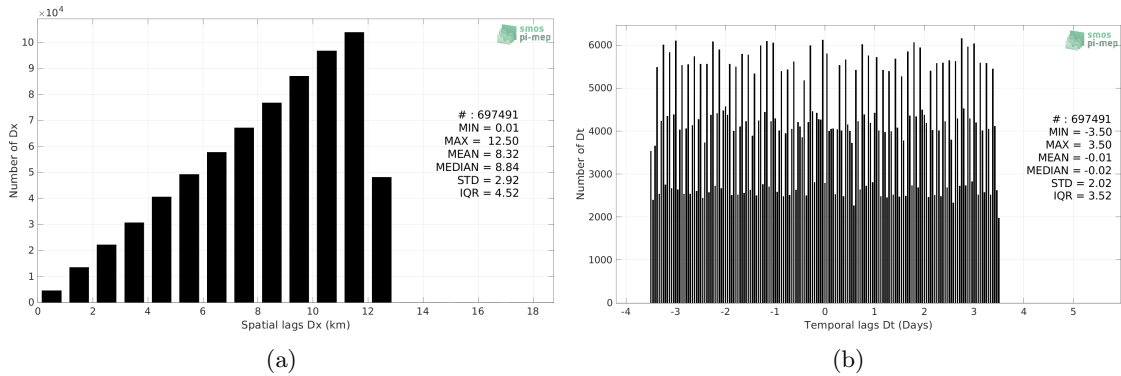 ×10⁴
10
9
8
7
6
5
4
3
2
1
0
Number of Dx
smos
pi-mep
# : 697491
MIN = 0.01
MAX = 12.50
MEAN = 8.32
MEDIAN = 8.84
STD = 2.92
IQR = 4.52
0 2 4 6 8 10 12 14 16 18
Spatial lags Dx (km)
(a)
6000
5000
4000
3000
2000
1000
0
Number of Dt
smos
pi-mep
# : 697491
MIN = -3.50
MAX = 3.50
MEAN = -0.01
MEDIAN = -0.02
STD = 2.02
IQR = 3.52
-4 -3 -2 -1 0 1 2 3 4 5
Temporal lags Dt (Days)
(b)